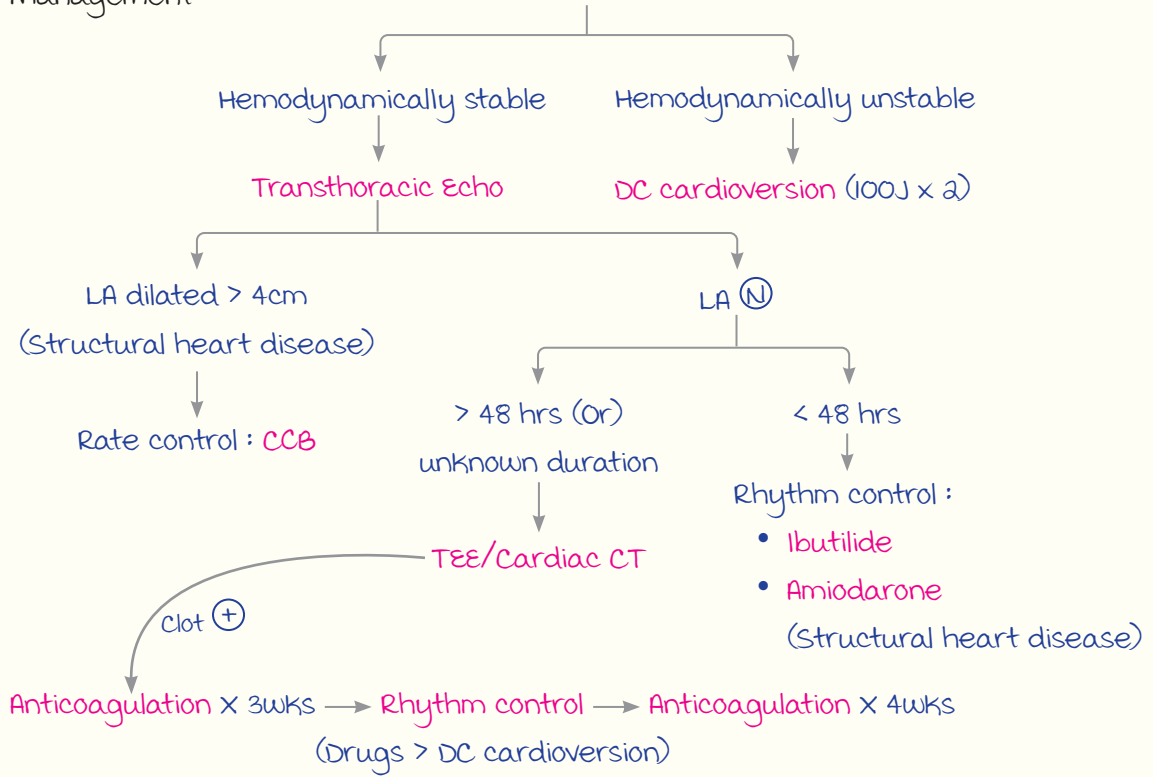 Management
Hemodynamically stable
Hemodynamically unstable
Transthoracic Echo
DC cardioversion (100J x 2)
LA dilated > 4cm
(Structural heart disease)
LA N
Rate control : CCB
> 48 hrs (Or)
unknown duration
< 48 hrs
Rhythm control :
• Ibutilide
• Amiodarone
(Structural heart disease)
TEE/Cardiac CT
Clot +
Anticoagulation X 3wks
Rhythm control
Anticoagulation X 4wks
(Drugs > DC cardioversion)